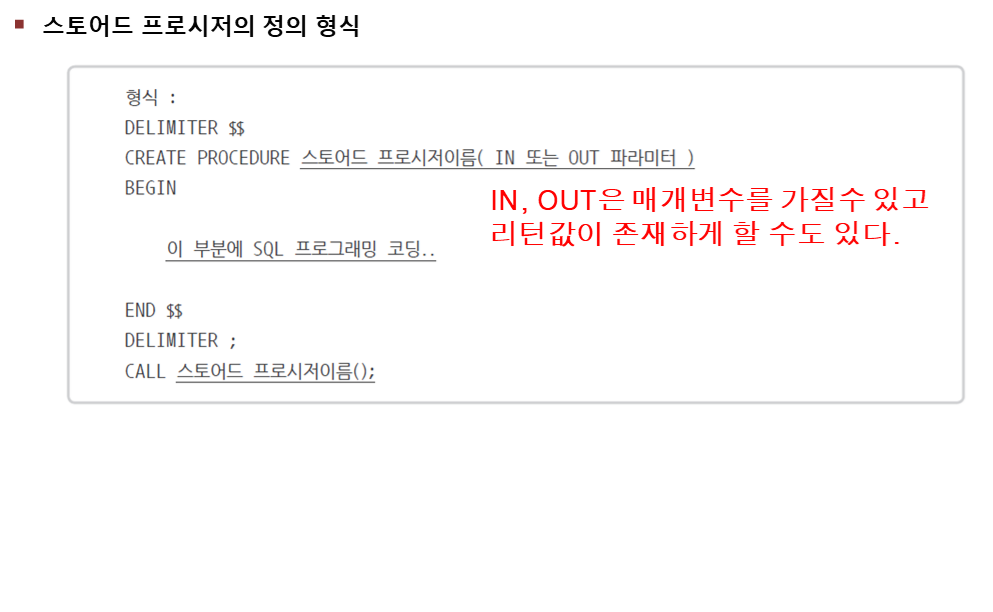 스토어드 프로시저의 정의 형식
형식 :
DELIMITER $$
CREATE PROCEDURE 스토어드 프로시저이름( IN 또는 OUT 파라미터 )
BEGIN
IN, OUT은 매개변수를 가질수 있고
리턴값이 존재하게 할 수도 있다.
이 부분에 SQL 프로그래밍 코딩..
END $$
DELIMITER ;
CALL 스토어드 프로시저이름();